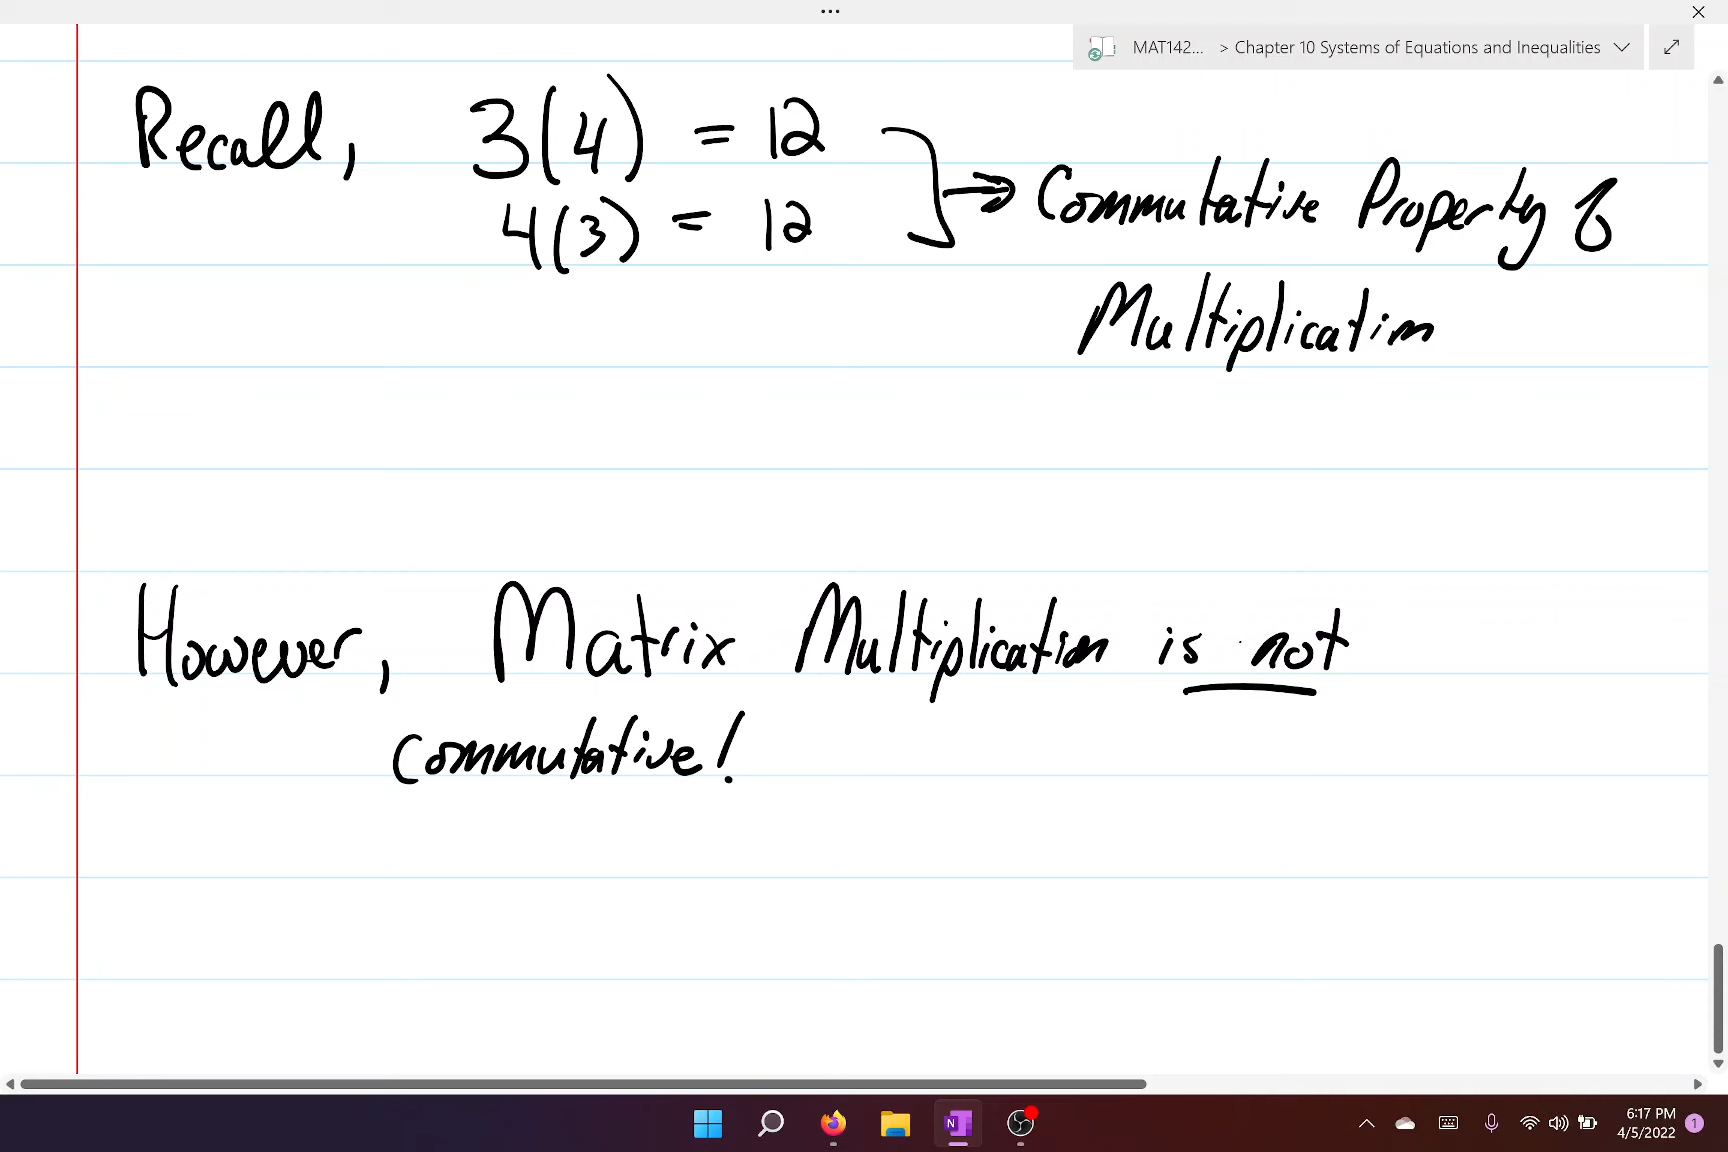 ...
MAT142... > Chapter 10 Systems of Equations and Inequalities
Recall, 3(4) = 12
4(3) = 12
Commutative Property of
Multiplication
However, Matrix Multiplication is not
commutative!
6:17 PM
4/5/2022
1